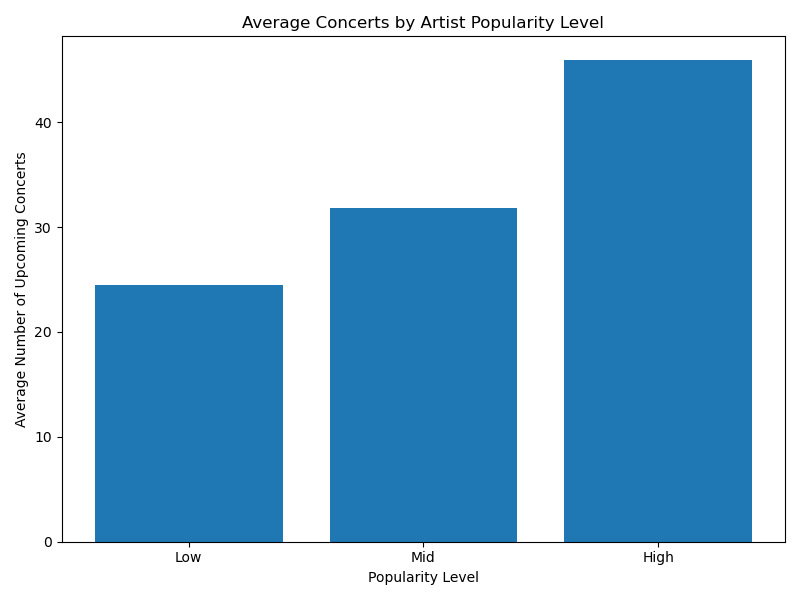 Average Concerts by Artist Popularity Level
Average Number of Upcoming Concerts
40
30
20
10
0
Low
Mid
High
Popularity Level